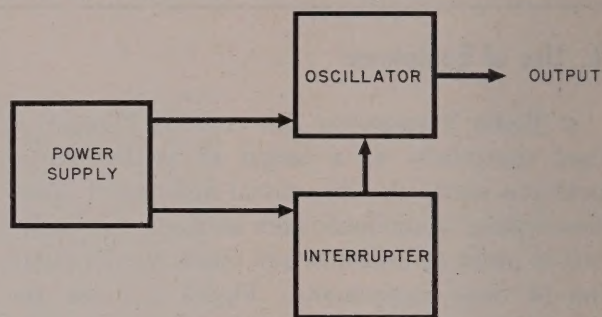 OSCILLATOR
OUTPUT
POWER
SUPPLY
INTERRUPTER